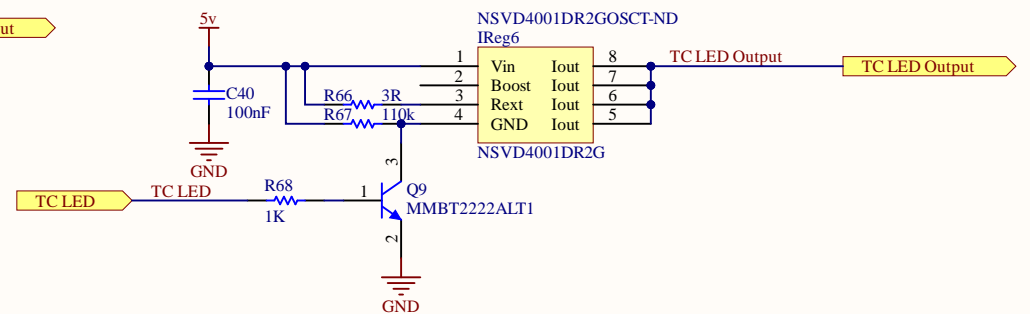 ut
5v
NSVD4001DR2GOSCT-ND
IReg6
1 Vin Iout 8
2 Boost Iout 7
3 Rext Iout 6
4 GND Iout 5
TC LED Output
TC LED Output
R66 3R
R67 110k
C40
100nF
NSVD4001DR2G
GND
3
TC LED
TC LED
R68
1K
1
Q9
MMBT2222ALT1
2
GND